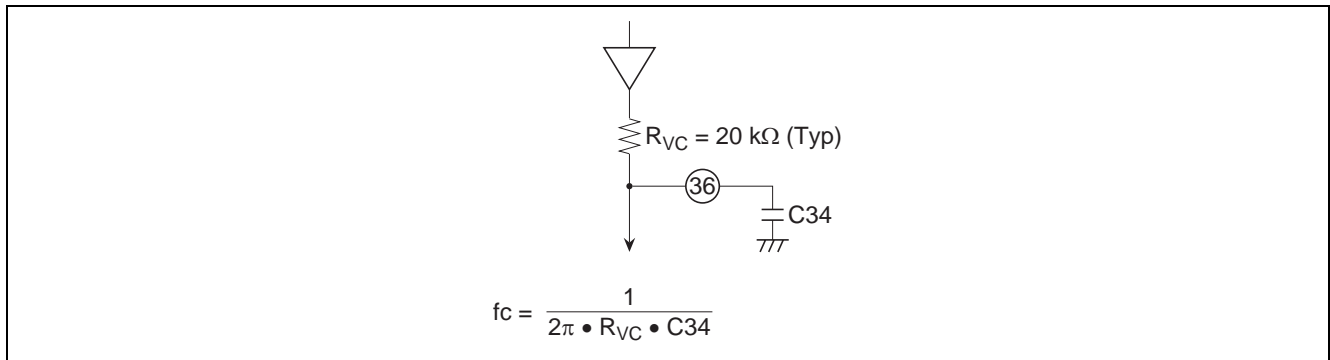 R_VC = 20 kΩ (Typ)
36
C34
fc = 1 / 2π • R_VC • C34